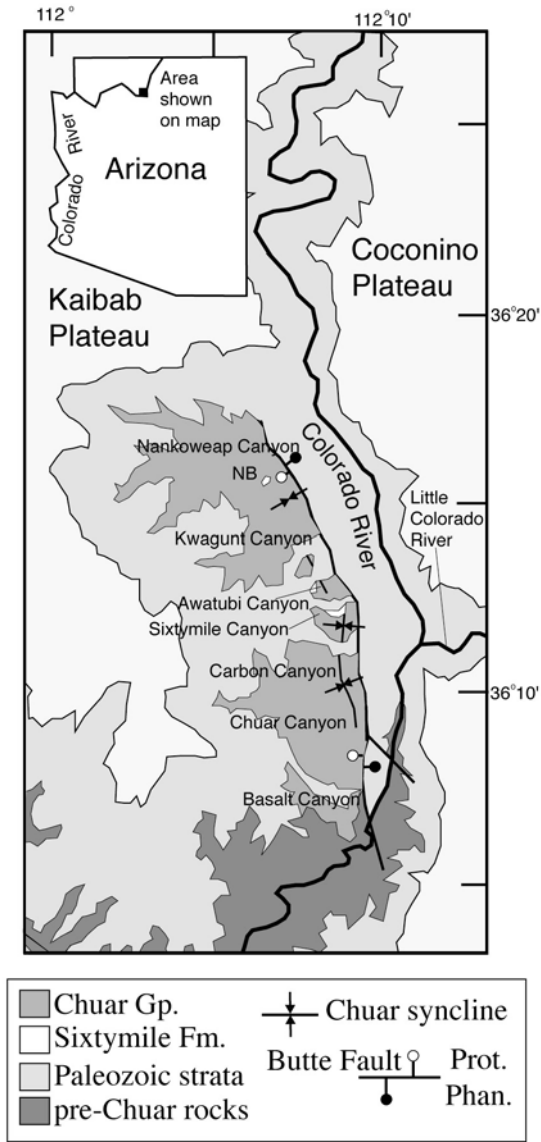 112°
112°10'
Area
shown
on map
Arizona
Colorado River
Kaibab
Plateau
Coconino
Plateau
36°20'
Nankoweap Canyon
NB
Colorado River
Little
Colorado
River
Kwagunt Canyon
Awatubi Canyon
Sixtymile Canyon
Carbon Canyon
36°10'
Chuar Canyon
Basalt Canyon
Chuar Gp.
Sixtymile Fm.
Paleozoic strata
pre-Chuar rocks
Chuar syncline
Butte Fault
Prot.
Phan.